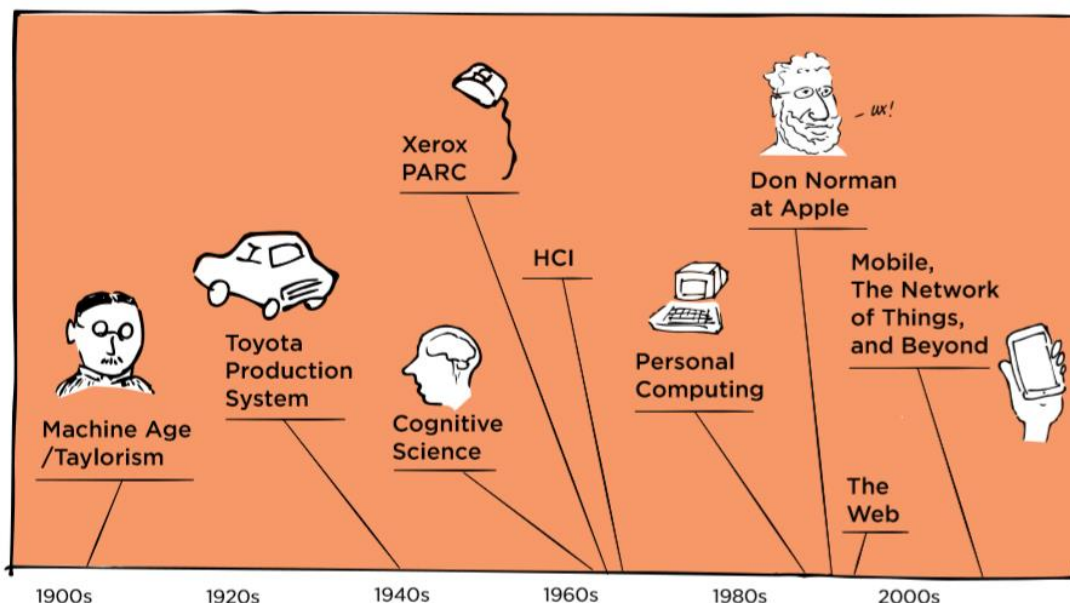 Machine Age
/Taylorism
Toyota
Production
System
Cognitive
Science
Xerox
PARC
HCI
Personal
Computing
Don Norman
at Apple
- ux!
Mobile,
The Network
of Things,
and Beyond
The
Web
1900s 1920s 1940s 1960s 1980s 2000s